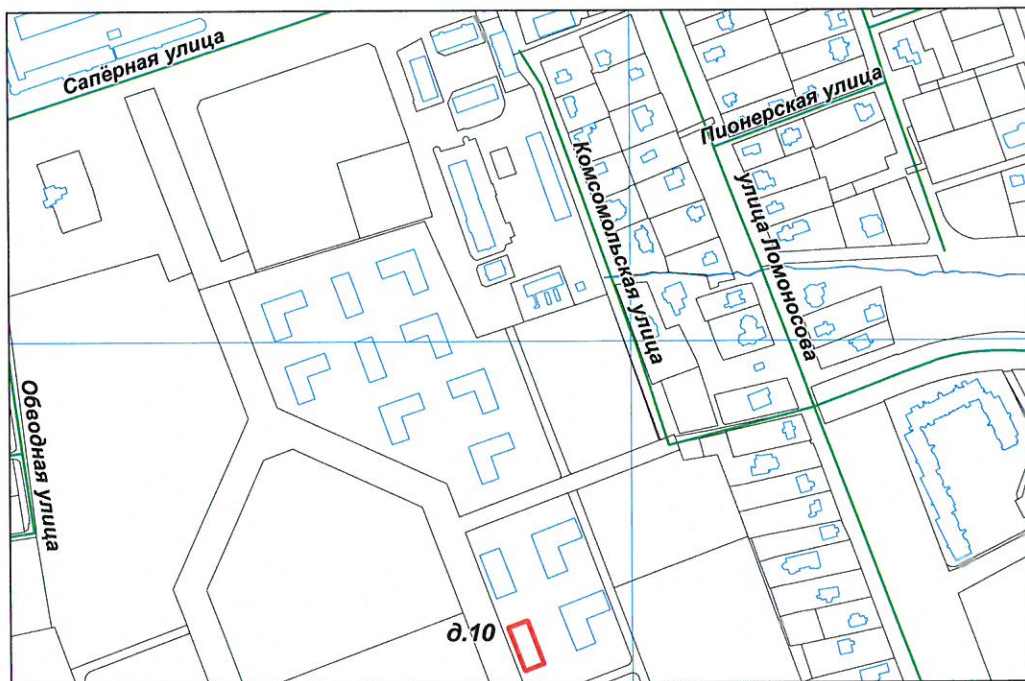 Сапёрная улица
Пионерская улица
Комсомольская улица
улица Ломоносова
Обводная улица
д.10